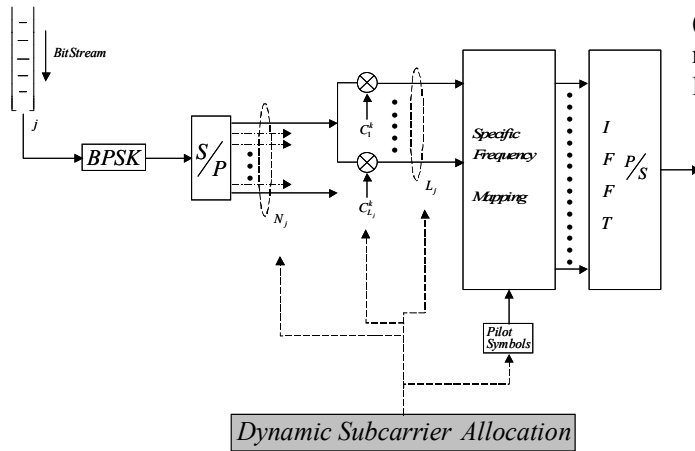 BitStream
j
BPSK
S/P
N_j
C_1^k
C_{L_j}^k
L_j
Specific
Frequency
Mapping
I
F
F
T
P/S
Pilot
Symbols
Dynamic Subcarrier Allocation